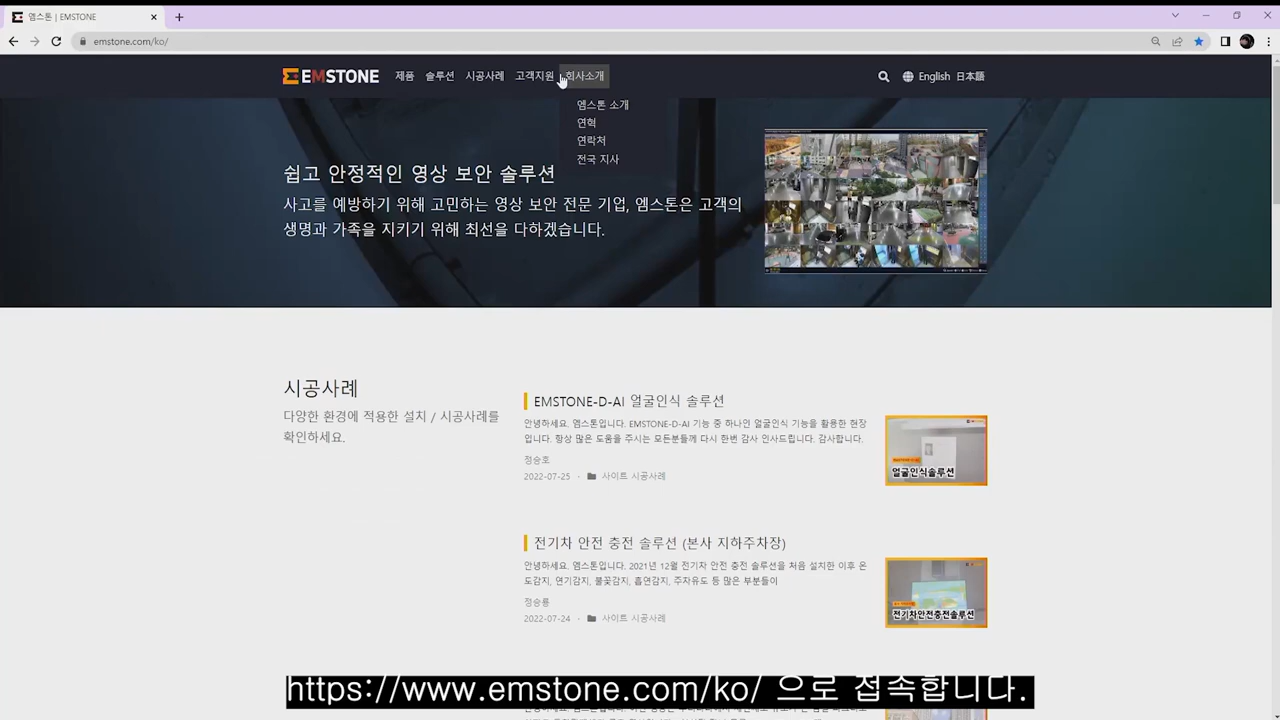 엠스톤 | EMSTONE
emstone.com/ko/
EMSTONE 제품 솔루션 시공사례 고객지원 회사소개 English 日本語
엠스톤 소개
연혁
연락처
전국 지사
쉽고 안정적인 영상 보안 솔루션
사고를 예방하기 위해 고민하는 영상 보안 전문 기업, 엠스톤은 고객의
생명과 가족을 지키기 위해 최선을 다하겠습니다.
시공사례
다양한 환경에 적용한 설치 / 시공사례를
확인하세요.
EMSTONE-D-AI 얼굴인식 솔루션
안녕하세요. 엠스톤입니다. EMSTONE-D-AI 기능 중 하나인 얼굴인식 기능을 활용한 현장
입니다. 항상 많은 도움을 주시는 모든분들께 다시 한번 감사 인사드립니다. 감사합니다.
정승호
2022-07-25 · 사이트 시공사례
얼굴인식솔루션
전기차 안전 충전 솔루션 (본사 지하주차장)
안녕하세요. 엠스톤입니다. 2021년 12월 전기차 안전 충전 솔루션을 처음 설치한 이후 온
도감지, 연기감지, 불꽃감지, 흡연감지, 주차유도 등 많은 부분들이
정승룡
2022-07-24 · 사이트 시공사례
전기차안전충전솔루션
https://www.emstone.com/ko/ 으로 접속합니다.